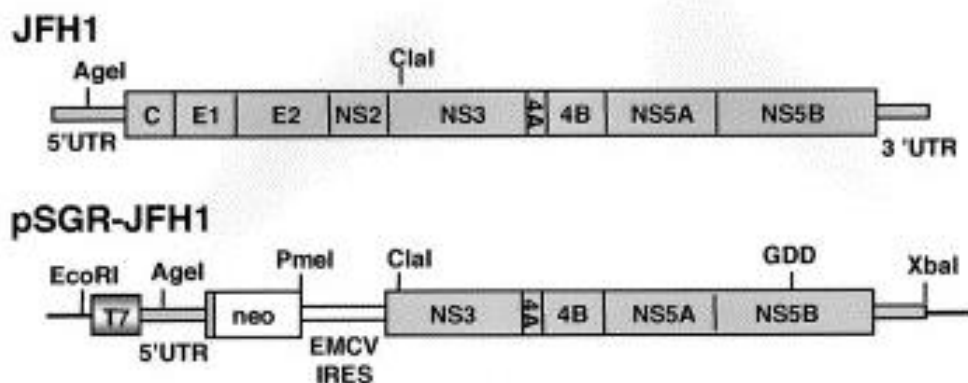 JFH1
AgeI ClaI
C E1 E2 NS2 NS3 4A 4B NS5A NS5B
5'UTR 3 'UTR
pSGR-JFH1
EcoRI AgeI PmeI ClaI GDD XbaI
T7 neo NS3 4A 4B NS5A NS5B
5'UTR EMCV
IRES